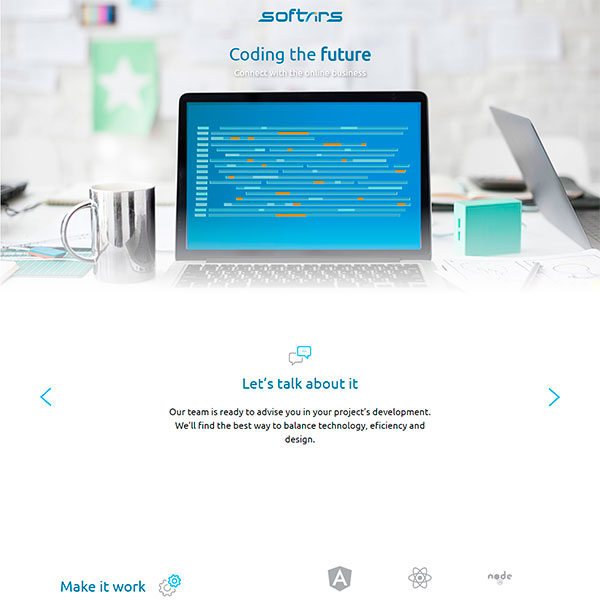 softnrs
Coding the future
Connect with the online business
Let's talk about it
Our team is ready to advise you in your project's development.
We'll find the best way to balance technology, eficiency and
design.
Make it work
A
node